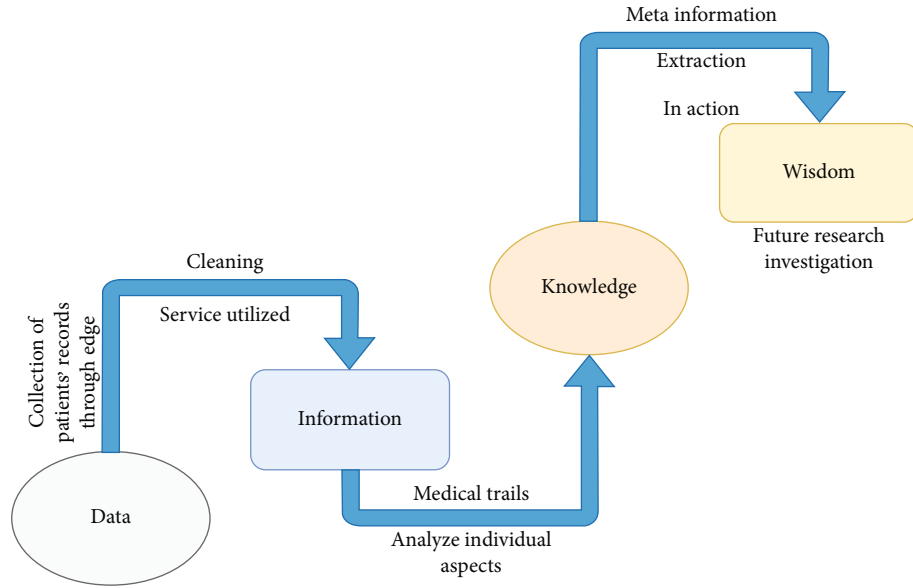 Meta information
Extraction
In action
Wisdom
Future research
investigation
Knowledge
Cleaning
Service utilized
Collection of
patients' records
through edge
Information
Data
Medical trails
Analyze individual
aspects